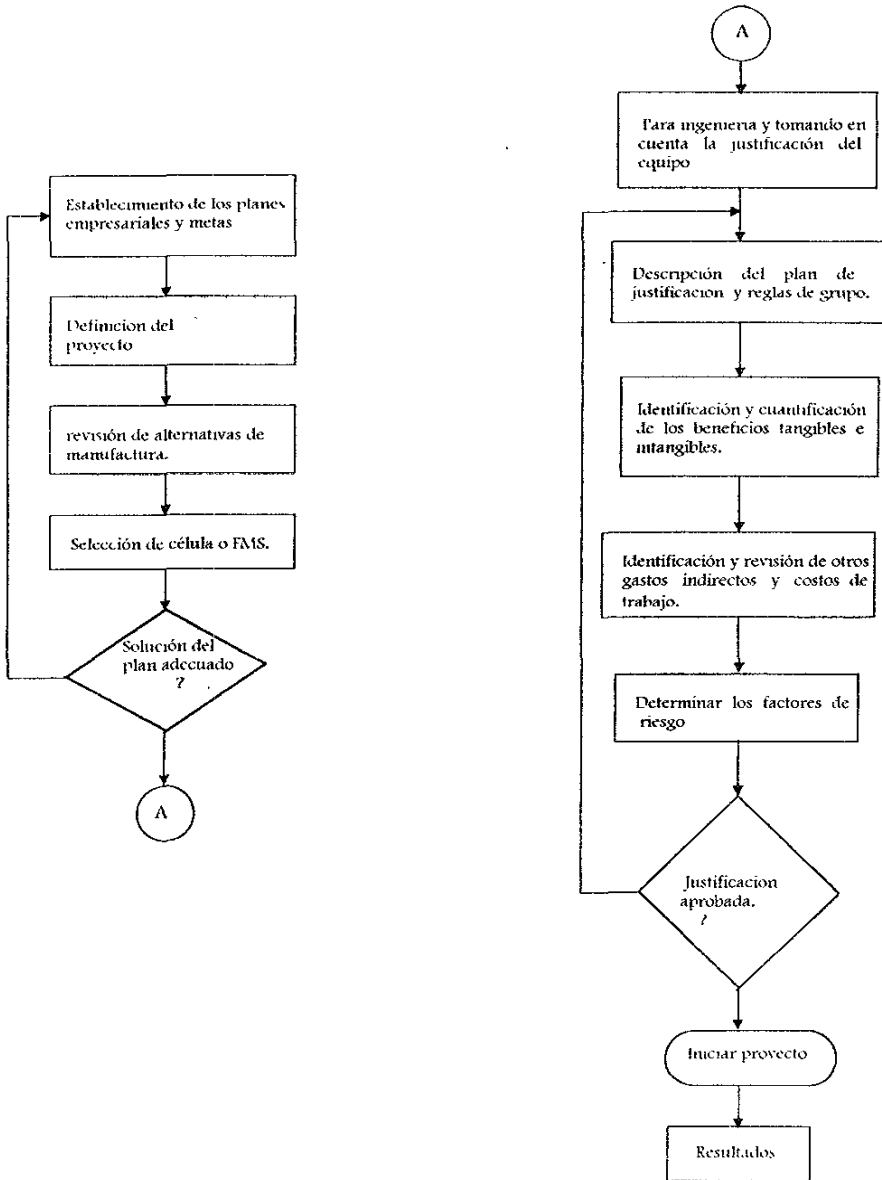 Establecimiento de los planes
empresariales y metas
Definicion del
proyecto
revisión de alternativas de
manufactura.
Selección de célula o FMS.
Solución del
plan adecuado
?
A
A
Para ingenieria y tomando en
cuenta la justificación del
equipo
Descripción del plan de
justificacion y reglas de grupo.
Identificación y cuantificación
de los beneficios tangibles e
intangibles.
Identificación y revisión de otros
gastos indirectos y costos de
trabajo.
Determinar los factores de
riesgo
Justificacion
aprobada.
?
Iniciar proyecto
Resultados